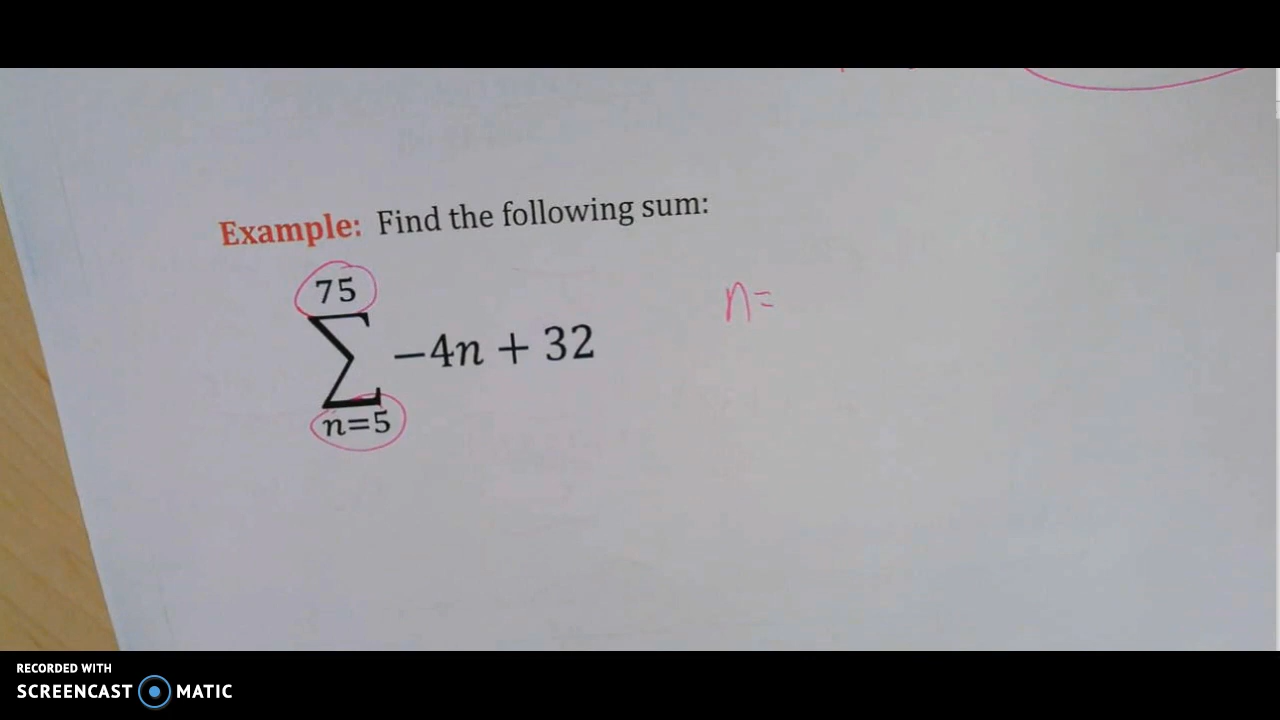 Example: Find the following sum:
75
∑ −4n + 32
n=5
n=
RECORDED WITH
SCREENCAST MATIC